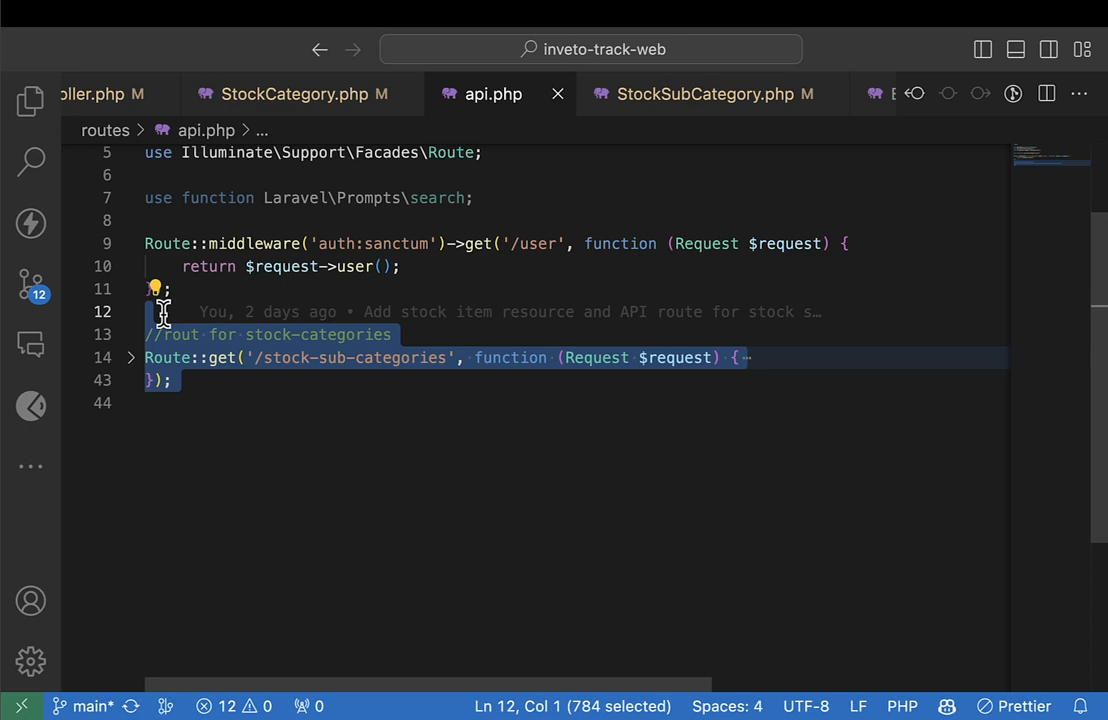 inveto-track-web
oller.php M
StockCategory.php M
api.php
StockSubCategory.php M
E
routes > api.php > ...
5 use Illuminate\Support\Facades\Route;
6
7 use function Laravel\Prompts\search;
8
9 Route::middleware('auth:sanctum')->get('/user', function (Request $request) {
10 return $request->user();
11 });
12 You, 2 days ago • Add stock item resource and API route for stock s…
13 //rout for stock-categories
14 Route::get('/stock-sub-categories', function (Request $request) {…
43 });
44
12
main* 12 0 0 Ln 12, Col 1 (784 selected) Spaces: 4 UTF-8 LF PHP Prettier